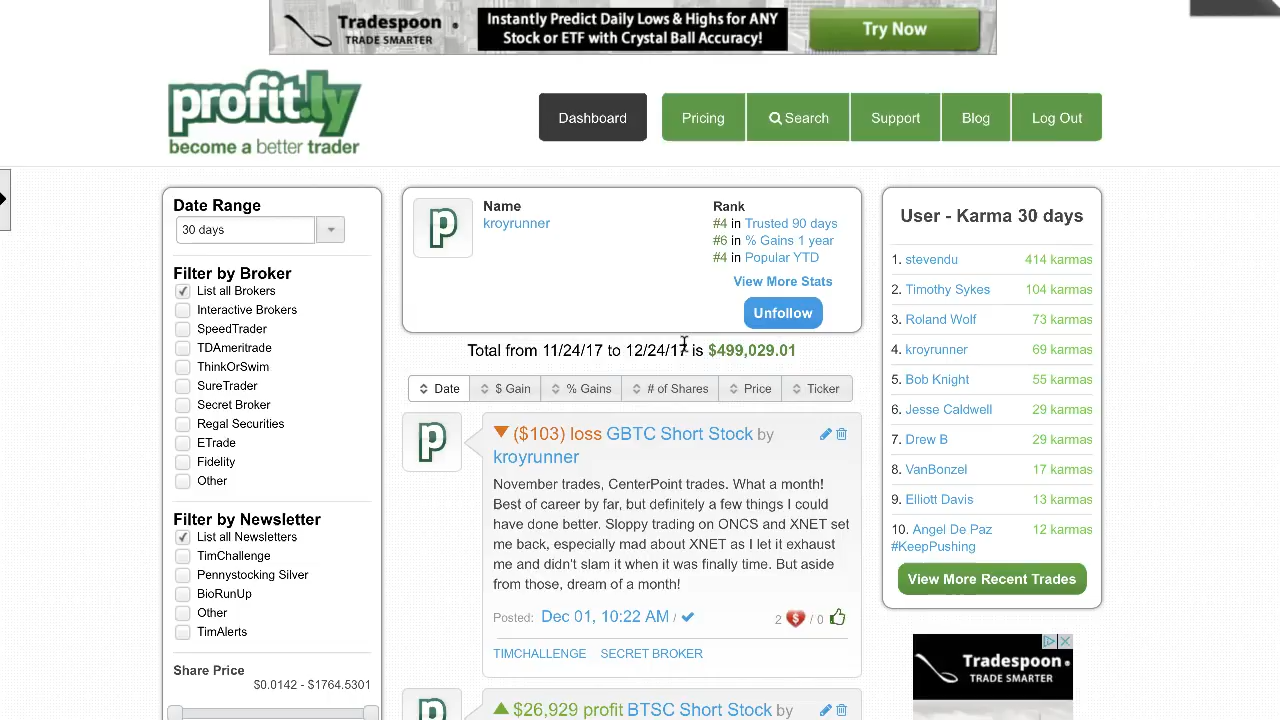 Tradespoon
TRADE SMARTER
Instantly Predict Daily Lows & Highs for ANY
Stock or ETF with Crystal Ball Accuracy!
Try Now
profit.ly
become a better trader
Dashboard
Pricing
Search
Support
Blog
Log Out
Date Range
30 days
Filter by Broker
List all Brokers
Interactive Brokers
SpeedTrader
TDAmeritrade
ThinkOrSwim
SureTrader
Secret Broker
Regal Securities
ETrade
Fidelity
Other
Filter by Newsletter
List all Newsletters
TimChallenge
Pennystocking Silver
BioRunUp
Other
TimAlerts
Share Price
$0.0142 - $1764.5301
p
Name
kroyrunner
Rank
#4 in Trusted 90 days
#6 in % Gains 1 year
#4 in Popular YTD
View More Stats
Unfollow
Total from 11/24/17 to 12/24/17 is $499,029.01
Date
$ Gain
% Gains
# of Shares
Price
Ticker
p
($103) loss GBTC Short Stock by
kroyrunner
November trades, CenterPoint trades. What a month!
Best of career by far, but definitely a few things I could
have done better. Sloppy trading on ONCS and XNET set
me back, especially mad about XNET as I let it exhaust
me and didn't slam it when it was finally time. But aside
from those, dream of a month!
Posted: Dec 01, 10:22 AM /
2 $ / 0
TIMCHALLENGE SECRET BROKER
p
$26,929 profit BTSC Short Stock by
User - Karma 30 days
1. stevendu 414 karmas
2. Timothy Sykes 104 karmas
3. Roland Wolf 73 karmas
4. kroyrunner 69 karmas
5. Bob Knight 55 karmas
6. Jesse Caldwell 29 karmas
7. Drew B 29 karmas
8. VanBonzel 17 karmas
9. Elliott Davis 13 karmas
10. Angel De Paz 12 karmas
#KeepPushing
View More Recent Trades
Tradespoon
TRADE SMARTER